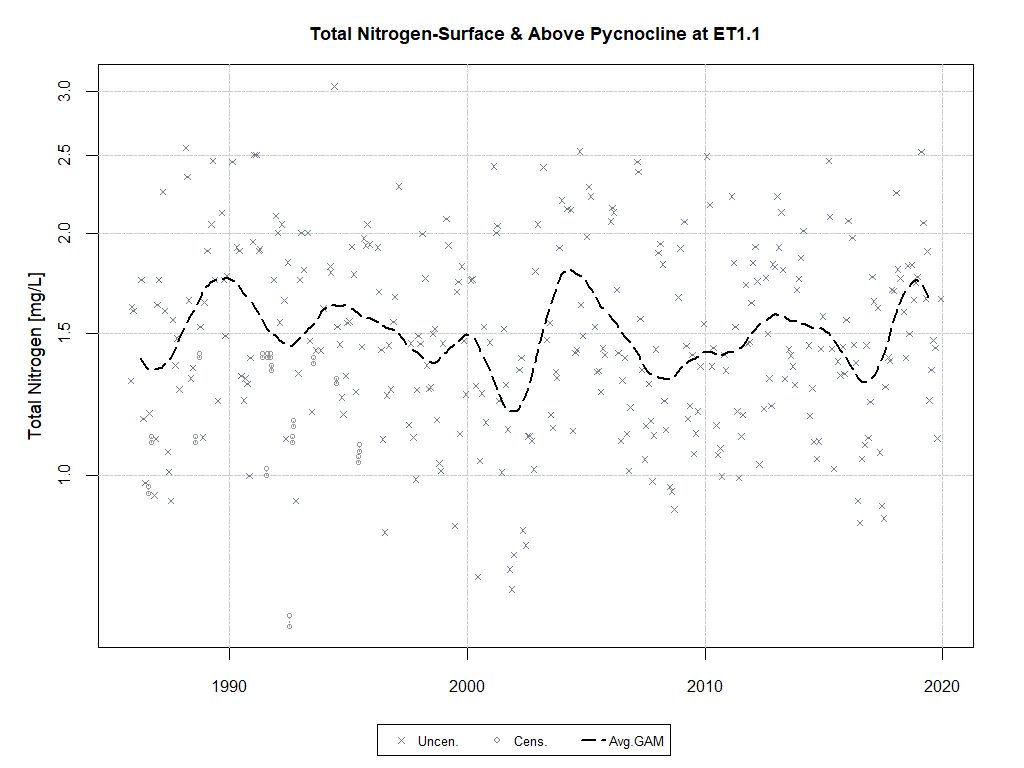 Total Nitrogen-Surface & Above Pycnocline at ET1.1
Total Nitrogen [mg/L]
3.0
2.5
2.0
1.5
1.0
1990 2000 2010 2020
Uncen. Cens. Avg.GAM